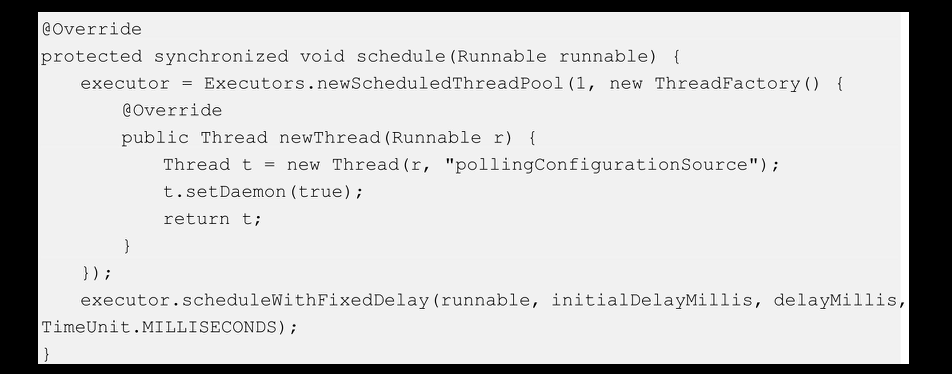 @Override
protected synchronized void schedule(Runnable runnable) {
    executor = Executors.newScheduledThreadPool(1, new ThreadFactory() {
        @Override
        public Thread newThread(Runnable r) {
            Thread t = new Thread(r, "pollingConfigurationSource");
            t.setDaemon(true);
            return t;
        }
    });
    executor.scheduleWithFixedDelay(runnable, initialDelayMillis, delayMillis,
TimeUnit.MILLISECONDS);
}